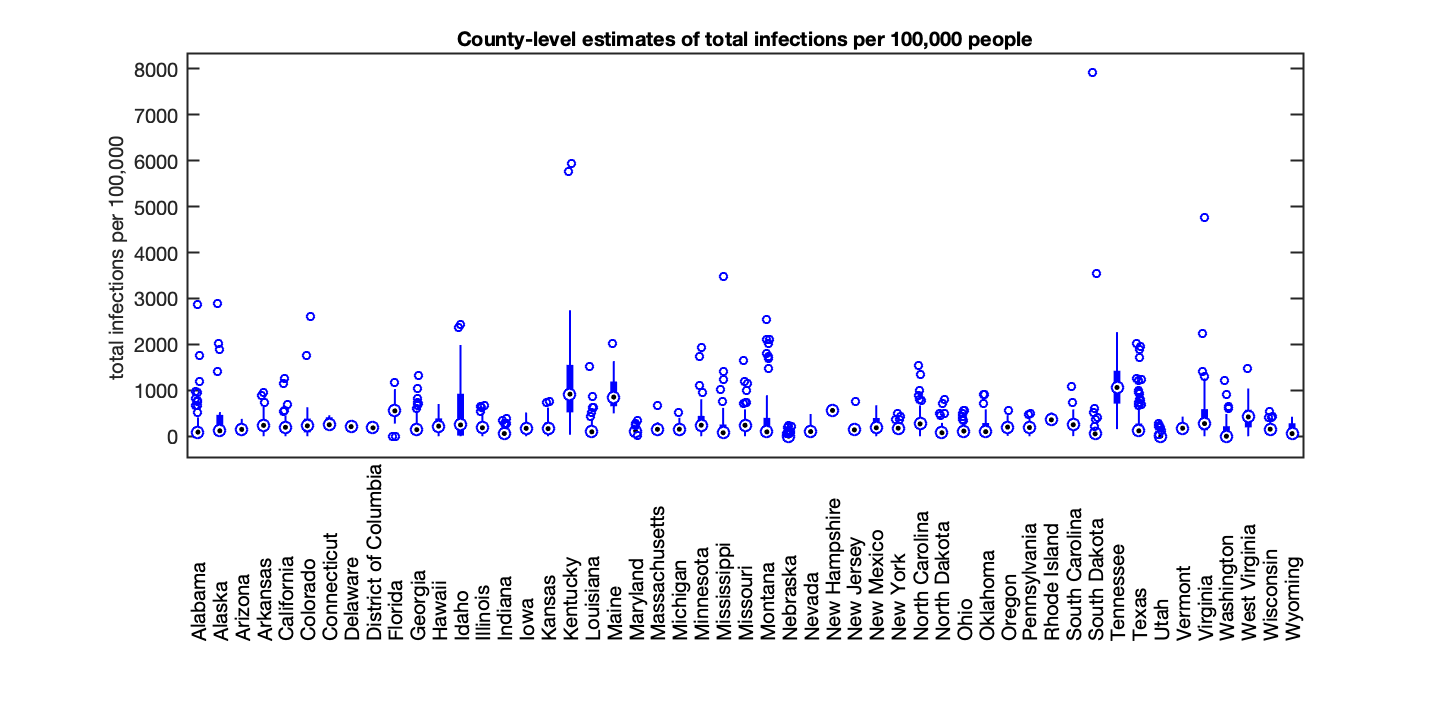 County-level estimates of total infections per 100,000 people
total infections per 100,000
8000
7000
6000
5000
4000
3000
2000
1000
0
Alabama
Alaska
Arizona
Arkansas
California
Colorado
Connecticut
Delaware
District of Columbia
Florida
Georgia
Hawaii
Idaho
Illinois
Indiana
Iowa
Kansas
Kentucky
Louisiana
Maine
Maryland
Massachusetts
Michigan
Minnesota
Mississippi
Missouri
Montana
Nebraska
Nevada
New Hampshire
New Jersey
New Mexico
New York
North Carolina
North Dakota
Ohio
Oklahoma
Oregon
Pennsylvania
Rhode Island
South Carolina
South Dakota
Tennessee
Texas
Utah
Vermont
Virginia
Washington
West Virginia
Wisconsin
Wyoming